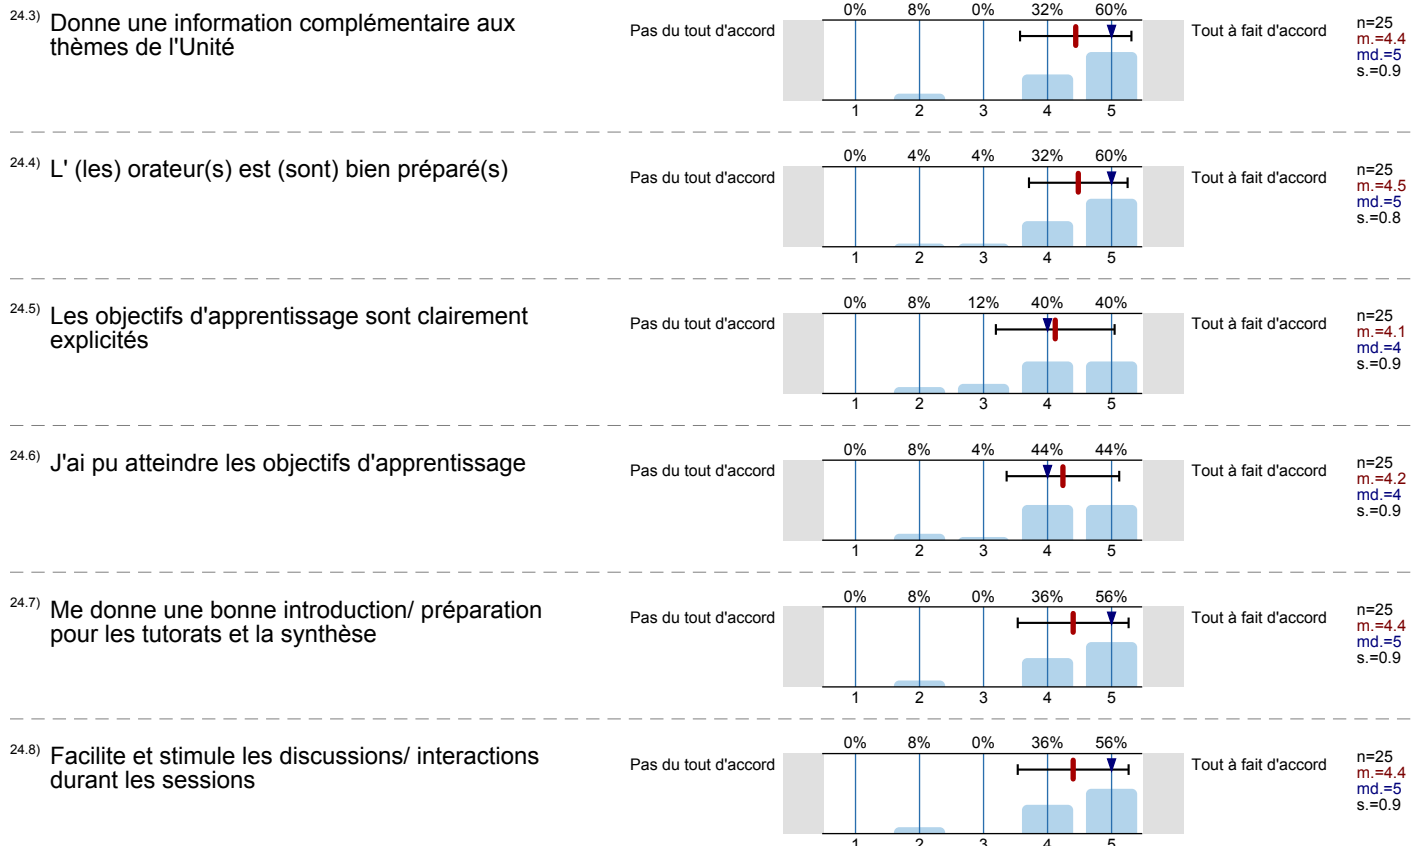 24.3) Donne une information complémentaire aux
thèmes de l'Unité
Pas du tout d'accord
0% 8% 0% 32% 60%
1 2 3 4 5
Tout à fait d'accord
n=25
m.=4.4
md=5
s.=0.9
24.4) L' (les) orateur(s) est (sont) bien préparé(s)
Pas du tout d'accord
0% 4% 4% 32% 60%
1 2 3 4 5
Tout à fait d'accord
n=25
m.=4.5
md.=5
s.=0.8
24.5) Les objectifs d'apprentissage sont clairement
explicités
Pas du tout d'accord
0% 8% 12% 40% 40%
1 2 3 4 5
Tout à fait d'accord
n=25
m.=4.1
md=4
s.=0.9
24.6) J'ai pu atteindre les objectifs d'apprentissage
Pas du tout d'accord
0% 8% 4% 44% 44%
1 2 3 4 5
Tout à fait d'accord
n=25
m.=4.2
md=4
s.=0.9
24.7) Me donne une bonne introduction/ préparation
pour les tutorats et la synthèse
Pas du tout d'accord
0% 8% 0% 36% 56%
1 2 3 4 5
Tout à fait d'accord
n=25
m.=4.4
md=5
s.=0.9
24.8) Facilite et stimule les discussions/ interactions
durant les sessions
Pas du tout d'accord
0% 8% 0% 36% 56%
1 2 3 4 5
Tout à fait d'accord
n=25
m.=4.4
md=5
s.=0.9